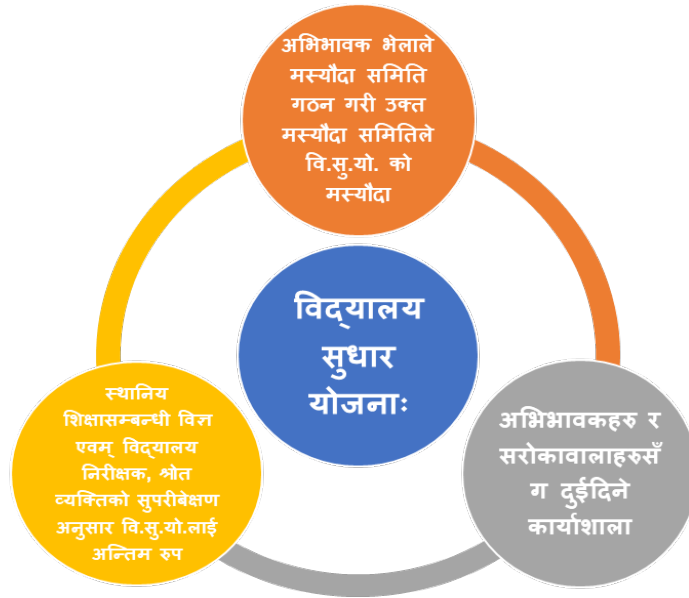 अभिभावक भेलाले
मस्यौदा समिति
गठन गरी उक्त
मस्यौदा समितिले
वि.सु.यो. को
मस्यौदा
विद्यालय
सुधार
योजनाः
स्थानिय
शिक्षासम्बन्धी विज्ञ
एवम् विद्यालय
निरीक्षक, श्रोत
व्यक्तिको सुपरीबेक्षण
अनुसार वि.सु.यो.लाई
अन्तिम रुप
अभिभावकहरु र
सरोकावालाहरुसँ
ग दुईदिने
कार्याशाला